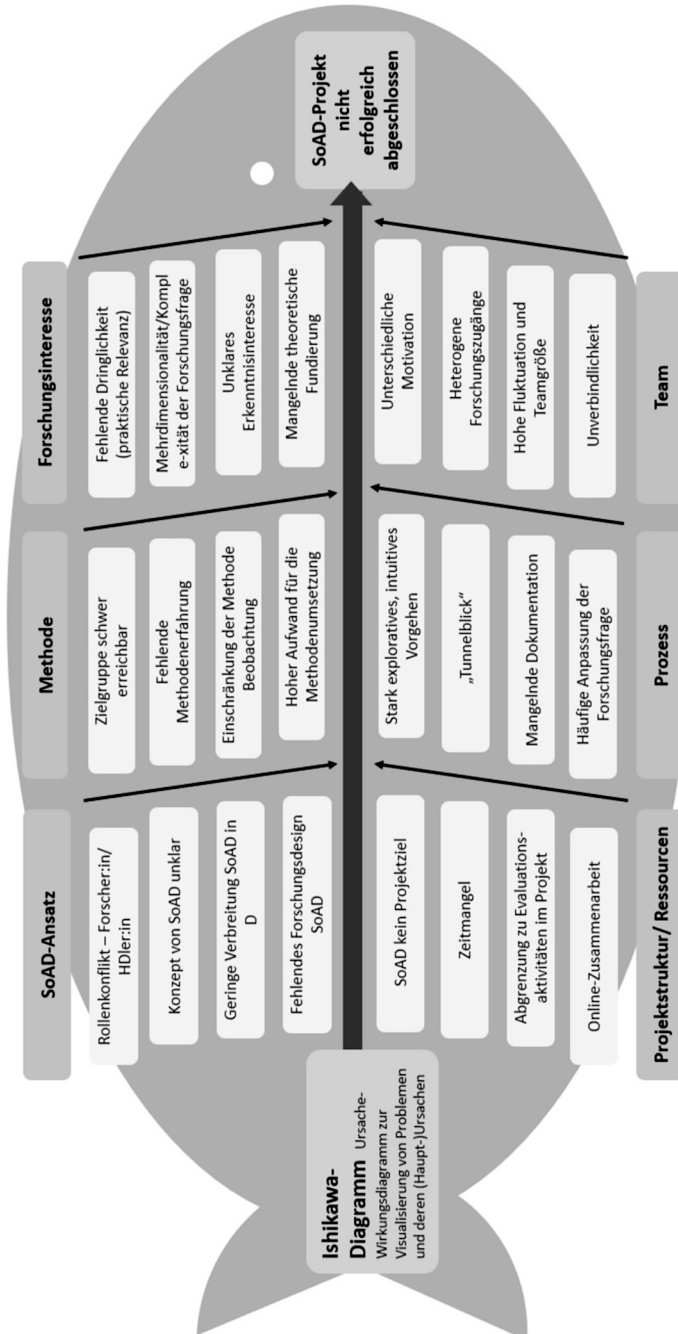 SoAD-Ansatz
Rollenkonflikt – Forscher:in/
HDler:in
Konzept von SoAD unklar
Geringe Verbreitung SoAD in
D
Fehlendes Forschungsdesign
SoAD
Methode
Zielgruppe schwer
erreichbar
Fehlende
Methodenerfahrung
Einschränkung der Methode
Beobachtung
Hoher Aufwand für die
Methodenumsetzung
Forschungsinteresse
Fehlende Dringlichkeit
(praktische Relevanz)
Mehrdimensionalität/Kompl
e-xität der Forschungsfrage
Unklares
Erkenntnisinteresse
Mangelnde theoretische
Fundierung
Ishikawa-
Diagramm Ursache-
Wirkungsdiagramm zur
Visualisierung von Problemen
und deren (Haupt-)Ursachen
SoAD-Projekt
nicht
erfolgreich
abgeschlossen
SoAD kein Projektziel
Zeitmangel
Abgrenzung zu Evaluations-
aktivitäten im Projekt
Online-Zusammenarbeit
Projektstruktur/ Ressourcen
Stark exploratives, intuitives
Vorgehen
„Tunnelblick“
Mangelnde Dokumentation
Häufige Anpassung der
Forschungsfrage
Prozess
Unterschiedliche
Motivation
Heterogene
Forschungszugänge
Hohe Fluktuation und
Teamgröße
Unverbindlichkeit
Team